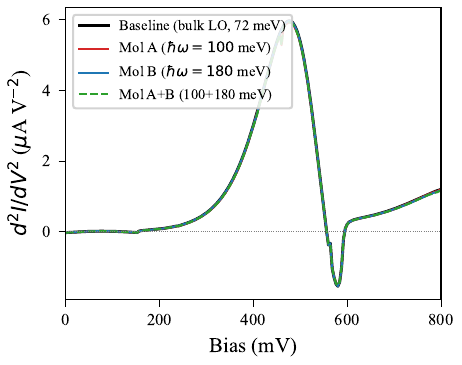 6
4
2
0
d²I/dV² (μA V⁻²)
Baseline (bulk LO, 72 meV)
Mol A (ℏω = 100 meV)
Mol B (ℏω = 180 meV)
Mol A+B (100+180 meV)
0 200 400 600 800
Bias (mV)